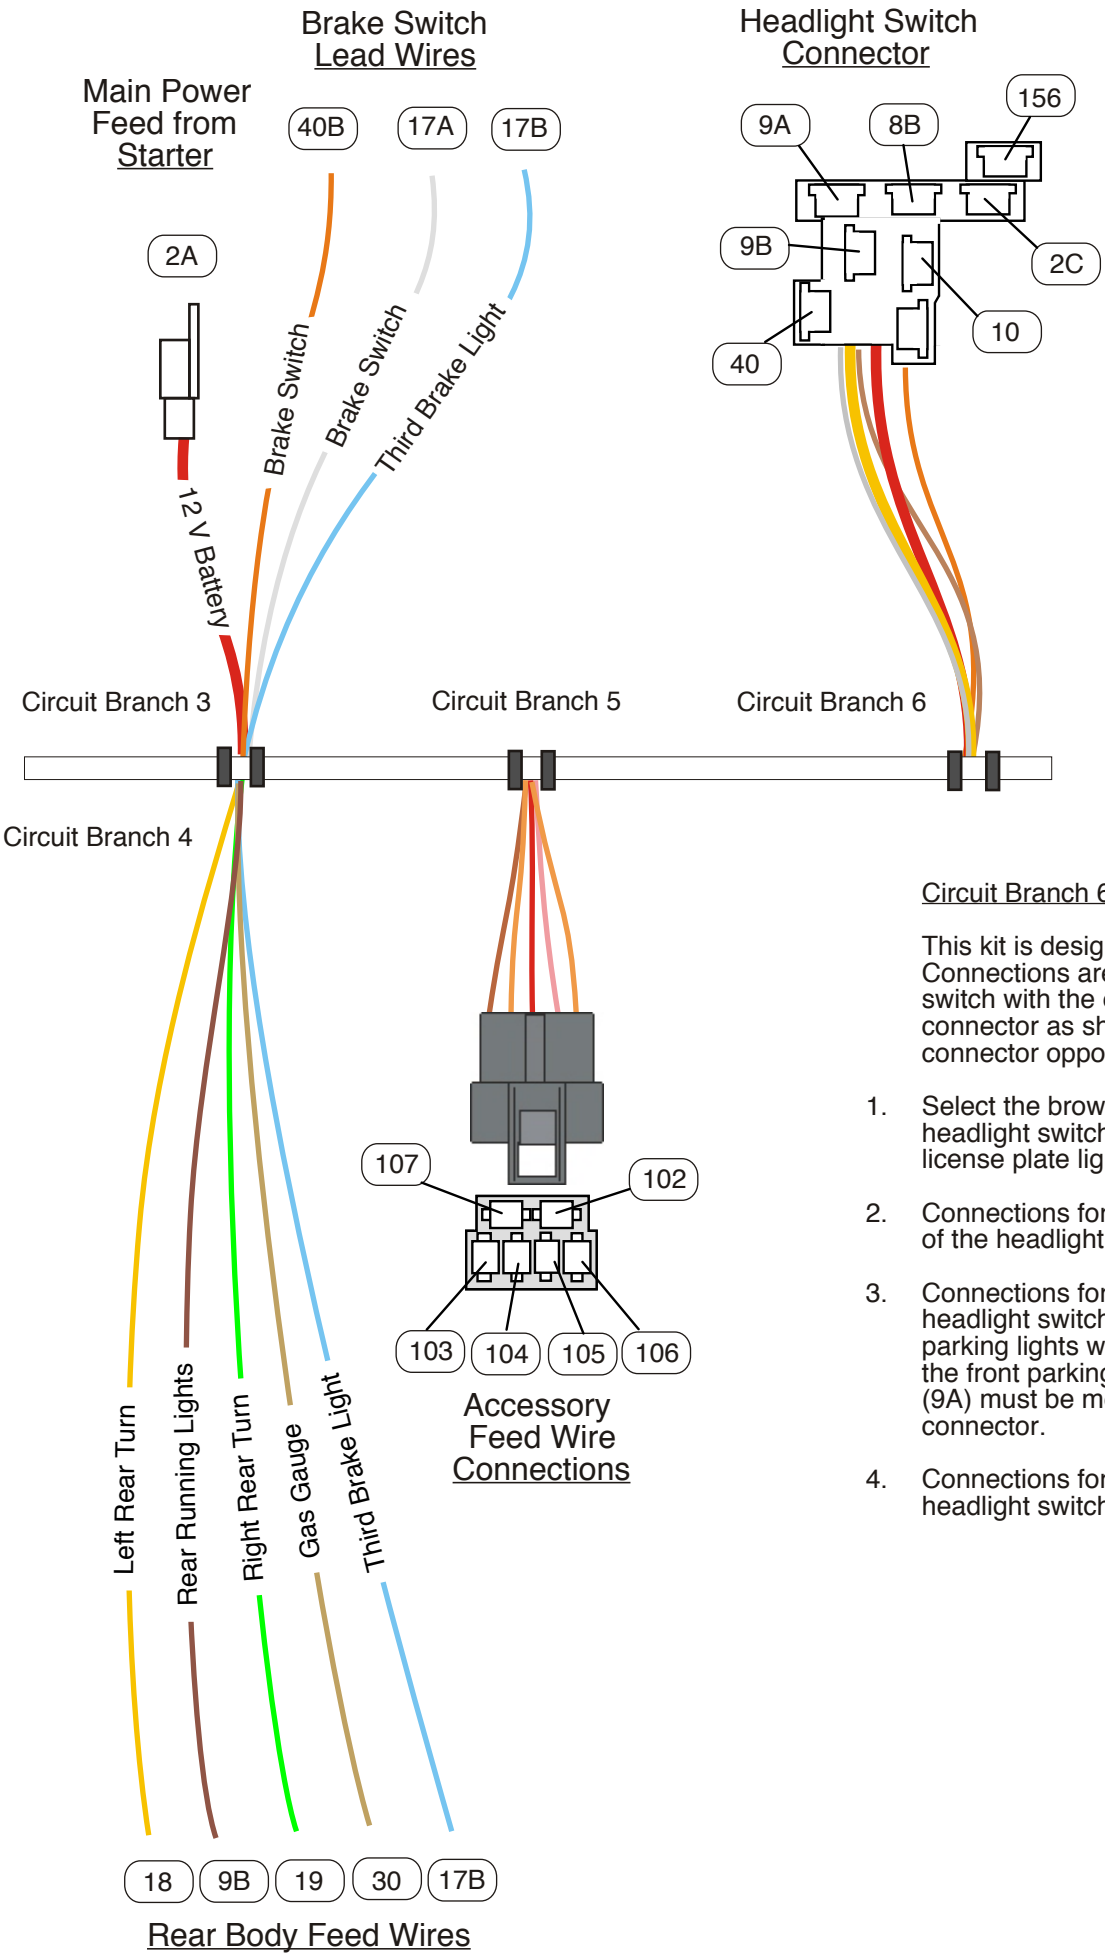 Brake Switch
Lead Wires
Headlight Switch
Connector
Main Power
Feed from
Starter
40B
17A
17B
9A
8B
156
2A
9B
2C
40
10
Brake Switch
Brake Switch
Third Brake Light
12 V Battery
Circuit Branch 3
Circuit Branch 5
Circuit Branch 6
Circuit Branch 4
Circuit Branch 6
This kit is desig
Connections are
switch with the
connector as sh
connector oppo
1. Select the brow
headlight switch
license plate lig
2. Connections for
of the headlight
3. Connections for
headlight switch
parking lights w
the front parking
(9A) must be m
connector.
4. Connections for
headlight switch
107
102
103
104
105
106
Accessory
Feed Wire
Connections
Left Rear Turn
Rear Running Lights
Right Rear Turn
Gas Gauge
Third Brake Light
18
9B
19
30
17B
Rear Body Feed Wires